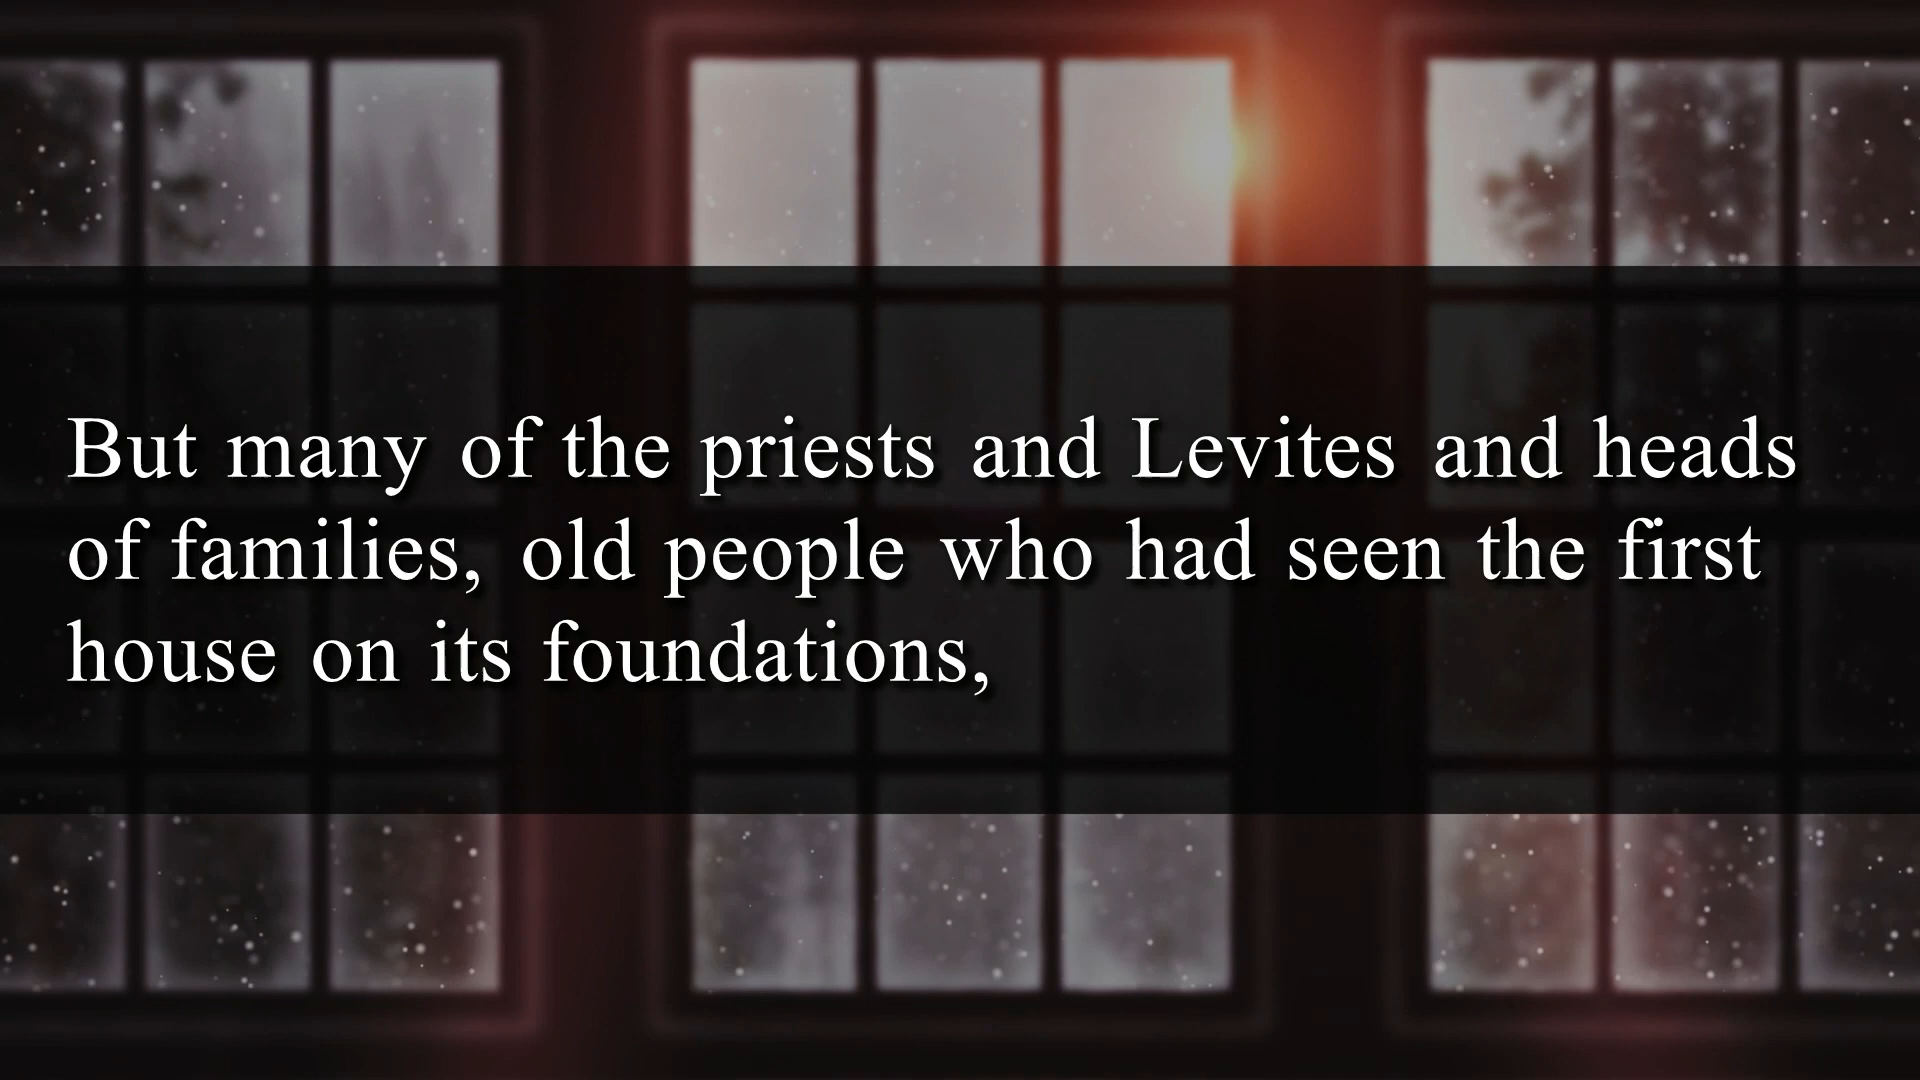 But many of the priests and Levites and heads
of families, old people who had seen the first
house on its foundations,